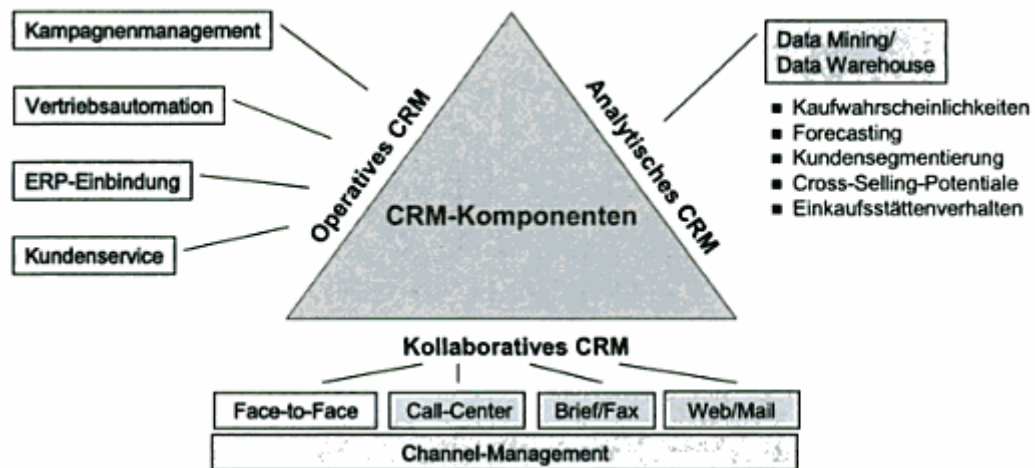 Kampagnenmanagement
Vertriebsautomation
ERP-Einbindung
Kundenservice
Operatives CRM
CRM-Komponenten
Analytisches CRM
Data Mining/
Data Warehouse
■ Kaufwahrscheinlichkeiten
■ Forecasting
■ Kundensegmentierung
■ Cross-Selling-Potentiale
■ Einkaufsstättenverhalten
Kollaboratives CRM
Face-to-Face
Call-Center
Brief/Fax
Web/Mail
Channel-Management